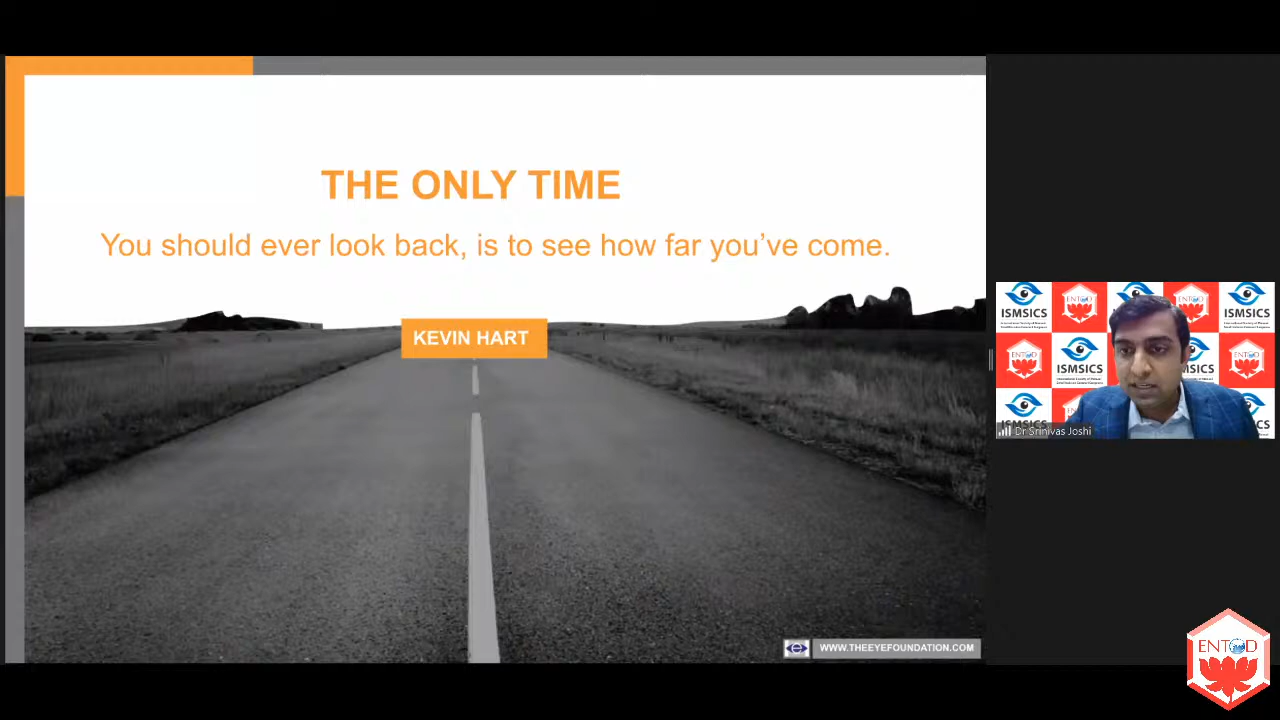 THE ONLY TIME
You should ever look back, is to see how far you’ve come.
KEVIN HART
WWW.THEEYEFOUNDATION.COM
ISMSICS
ENTOD
ISMSICS
ENTOD
ISMSICS
ISMSICS
ENTOD
ISMSICS
Dr Srinivas Joshi
ENTOD